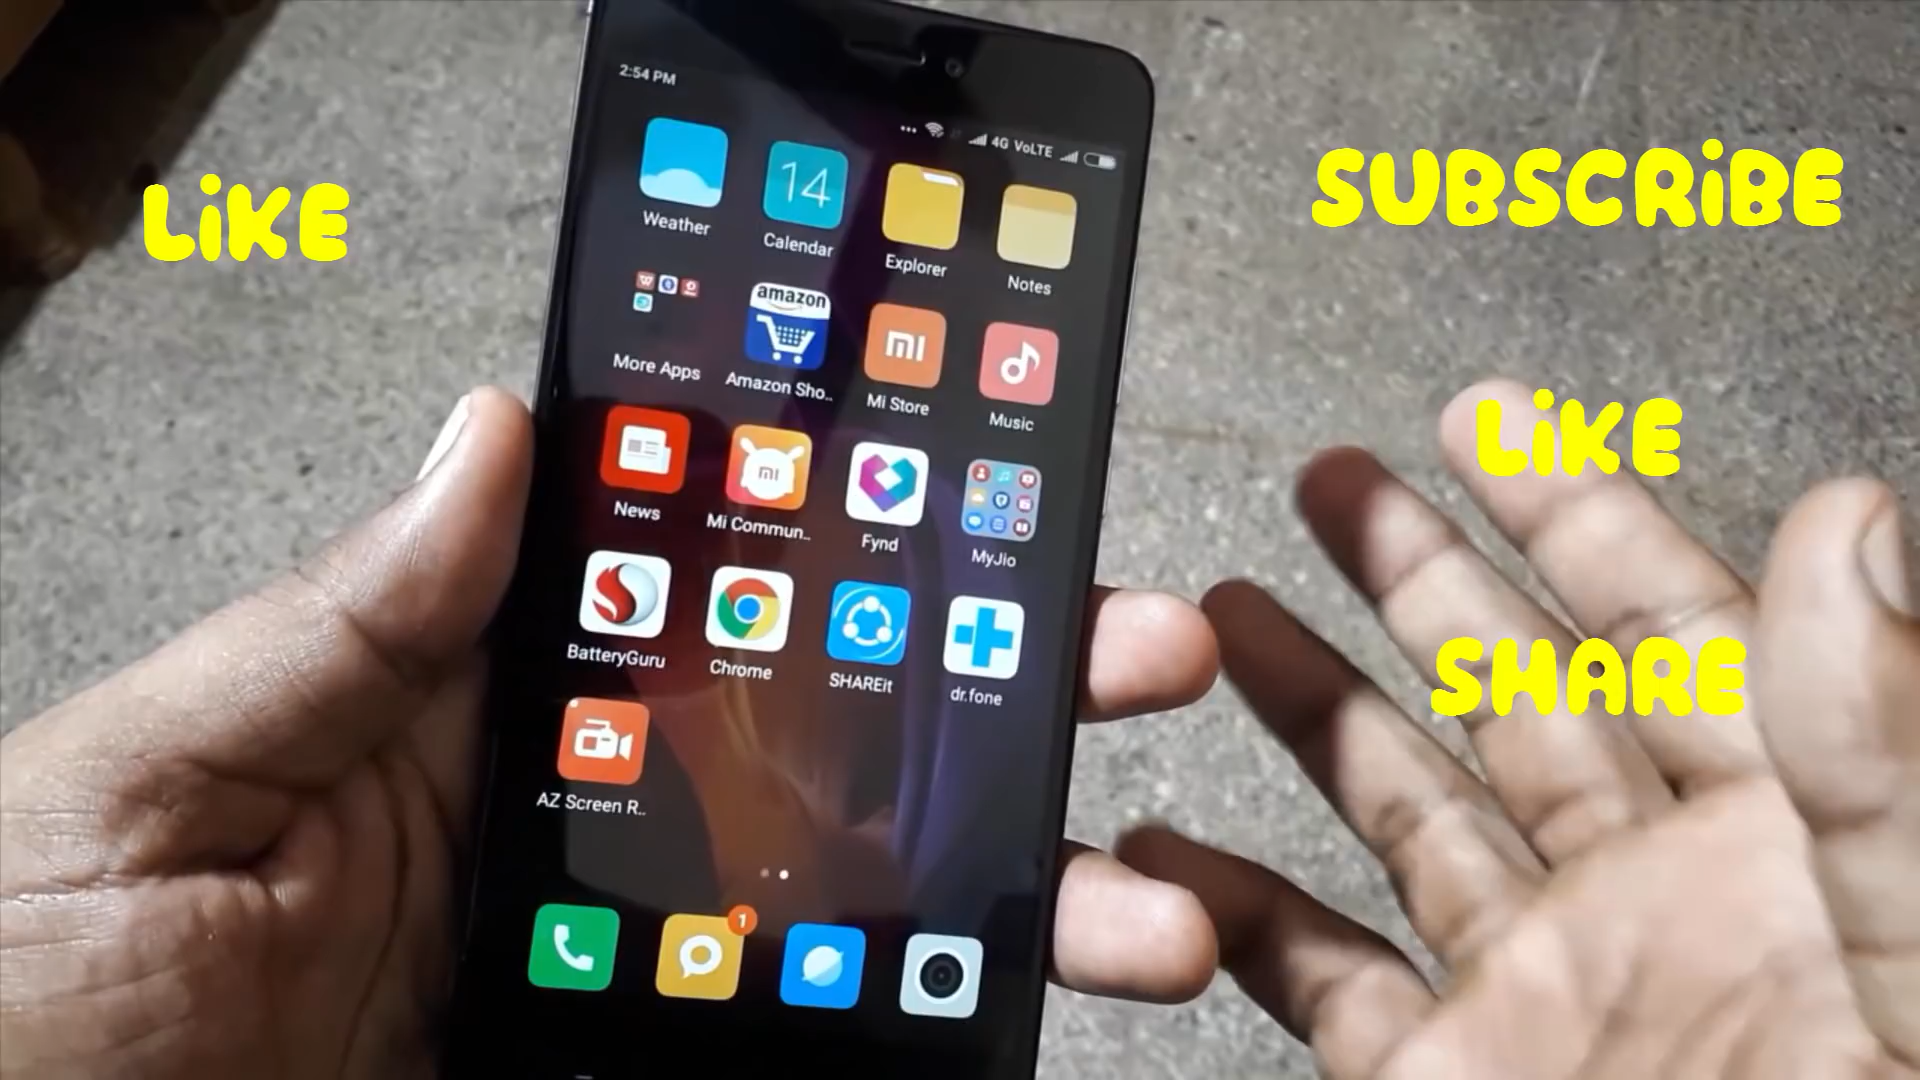 2:54 PM
4G VoLTE
LiKE
SUBSCRiBE
LiKE
SHARE
14
Weather
Calendar
Explorer
Notes
amazon
mi
More Apps
Amazon Sho..
Mi Store
Music
mi
News
Mi Commun..
Fynd
MyJio
BatteryGuru
Chrome
SHAREit
dr.fone
AZ Screen R..
1